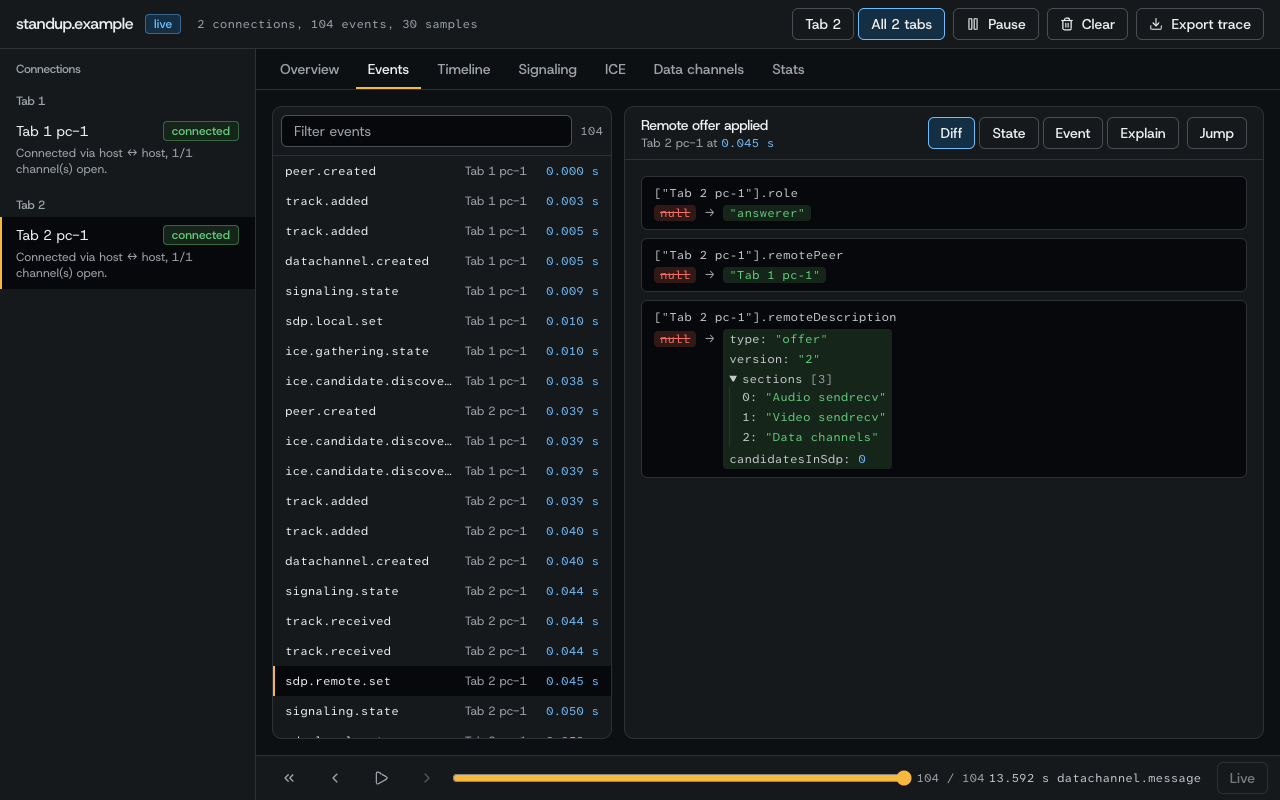 standup.example live 2 connections, 104 events, 30 samples Tab 2 All 2 tabs Pause Clear Export trace
Connections
Tab 1
Tab 1 pc-1 connected
Connected via host ↔ host, 1/1
channel(s) open.
Tab 2
Tab 2 pc-1 connected
Connected via host ↔ host, 1/1
channel(s) open.
Overview Events Timeline Signaling ICE Data channels Stats
Filter events 104
peer.created Tab 1 pc-1 0.000 s
track.added Tab 1 pc-1 0.003 s
track.added Tab 1 pc-1 0.005 s
datachannel.created Tab 1 pc-1 0.005 s
signaling.state Tab 1 pc-1 0.009 s
sdp.local.set Tab 1 pc-1 0.010 s
ice.gathering.state Tab 1 pc-1 0.010 s
ice.candidate.discove… Tab 1 pc-1 0.038 s
peer.created Tab 2 pc-1 0.039 s
ice.candidate.discove… Tab 1 pc-1 0.039 s
ice.candidate.discove… Tab 1 pc-1 0.039 s
track.added Tab 2 pc-1 0.039 s
track.added Tab 2 pc-1 0.040 s
datachannel.created Tab 2 pc-1 0.040 s
signaling.state Tab 2 pc-1 0.044 s
track.received Tab 2 pc-1 0.044 s
track.received Tab 2 pc-1 0.044 s
sdp.remote.set Tab 2 pc-1 0.045 s
signaling.state Tab 2 pc-1 0.050 s
Remote offer applied
Tab 2 pc-1 at 0.045 s
Diff State Event Explain Jump
["Tab 2 pc-1"].role
null → "answerer"
["Tab 2 pc-1"].remotePeer
null → "Tab 1 pc-1"
["Tab 2 pc-1"].remoteDescription
null → type: "offer"
version: "2"
▼ sections [3]
0: "Audio sendrecv"
1: "Video sendrecv"
2: "Data channels"
candidatesInSdp: 0
104 / 104 13.592 s datachannel.message Live